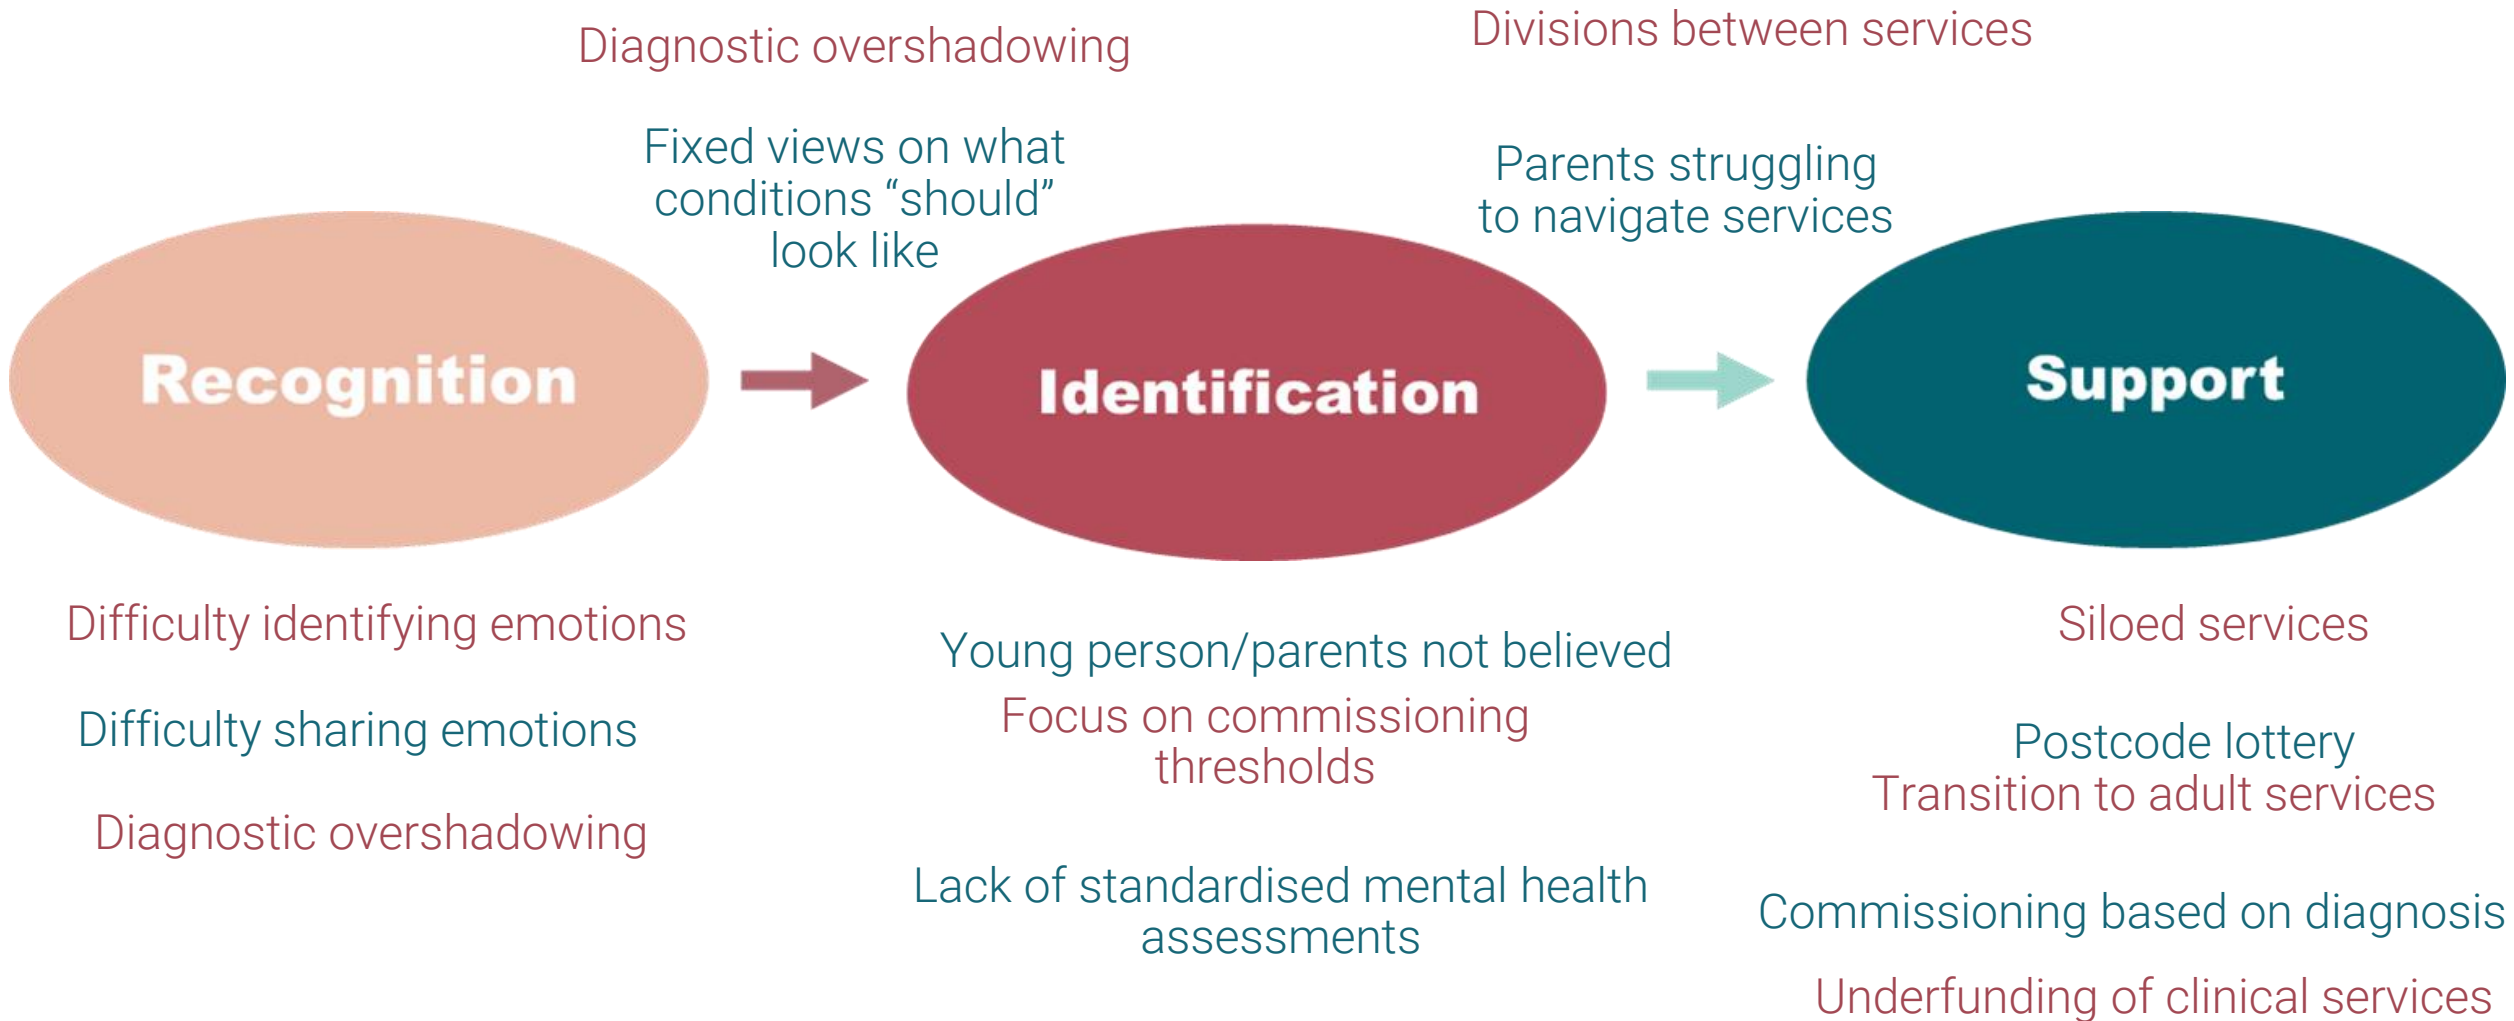 Diagnostic overshadowing
Divisions between services
Fixed views on what
conditions “should”
look like
Parents struggling
to navigate services
Recognition
Identification
Support
Difficulty identifying emotions
Difficulty sharing emotions
Diagnostic overshadowing
Young person/parents not believed
Focus on commissioning
thresholds
Lack of standardised mental health
assessments
Siloed services
Postcode lottery
Transition to adult services
Commissioning based on diagnosis
Underfunding of clinical services